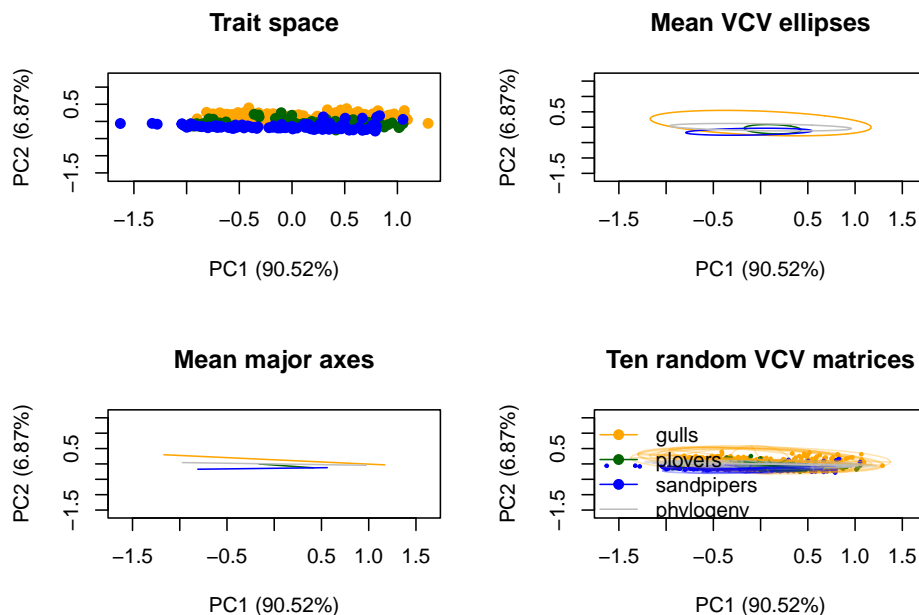 Trait space
PC2 (6.87%)
0.5
−1.5
−1.5 −0.5 0.0 0.5 1.0
PC1 (90.52%)
Mean VCV ellipses
PC2 (6.87%)
0.5
−1.5
−1.5 −0.5 0.5 1.0 1.5
PC1 (90.52%)
Mean major axes
PC2 (6.87%)
0.5
−1.5
−1.5 −0.5 0.5 1.0 1.5
PC1 (90.52%)
Ten random VCV matrices
PC2 (6.87%)
0.5
−1.5
gulls
plovers
sandpipers
phylogeny
−1.5 −0.5 0.5 1.0 1.5
PC1 (90.52%)